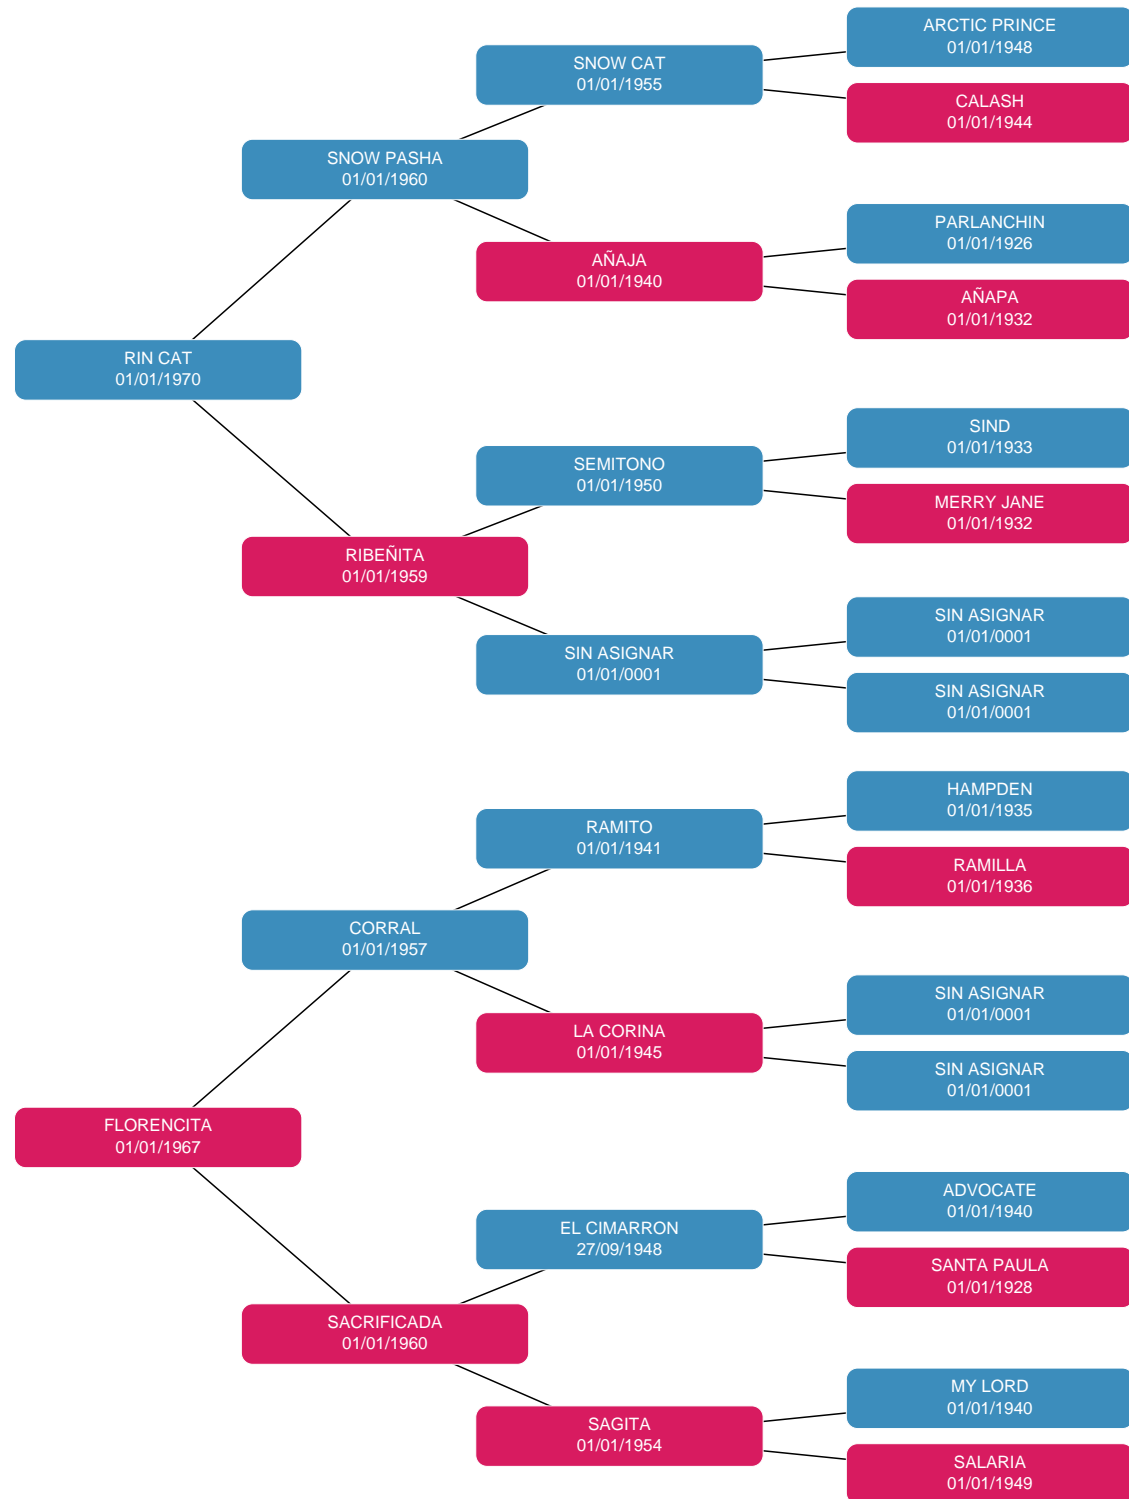 ARCTIC PRINCE
01/01/1948
SNOW CAT
01/01/1955
CALASH
01/01/1944
SNOW PASHA
01/01/1960
PARLANCHIN
01/01/1926
AÑAJA
01/01/1940
AÑAPA
01/01/1932
RIN CAT
01/01/1970
SIND
01/01/1933
SEMITONO
01/01/1950
MERRY JANE
01/01/1932
RIBEÑITA
01/01/1959
SIN ASIGNAR
01/01/0001
SIN ASIGNAR
01/01/0001
SIN ASIGNAR
01/01/0001
HAMPDEN
01/01/1935
RAMITO
01/01/1941
RAMILLA
01/01/1936
CORRAL
01/01/1957
SIN ASIGNAR
01/01/0001
LA CORINA
01/01/1945
SIN ASIGNAR
01/01/0001
FLORENCITA
01/01/1967
ADVOCATE
01/01/1940
EL CIMARRON
27/09/1948
SANTA PAULA
01/01/1928
SACRIFICADA
01/01/1960
MY LORD
01/01/1940
SAGITA
01/01/1954
SALARIA
01/01/1949